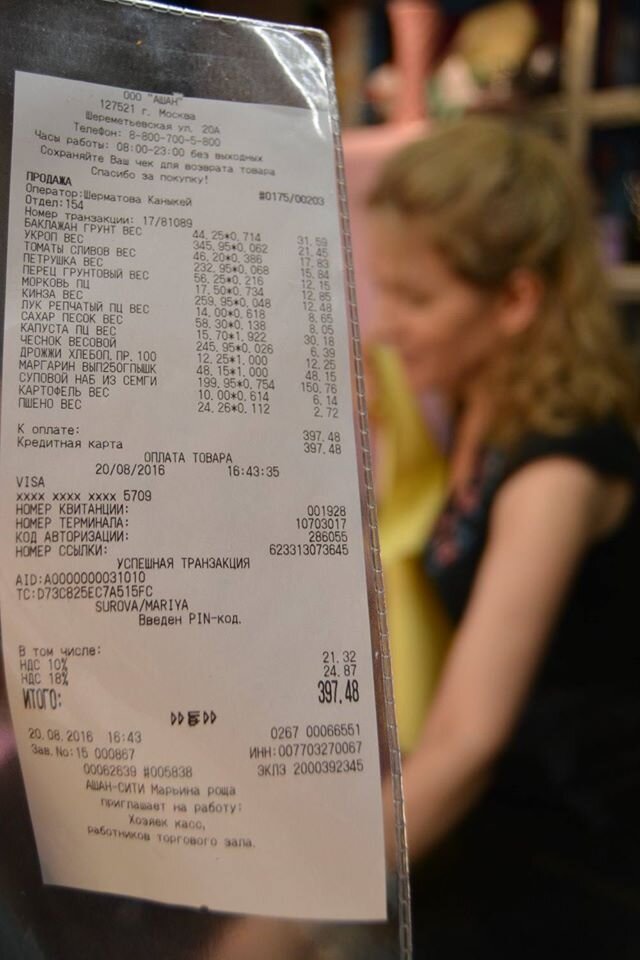 ООО "АШАН"
127521 г. Москва
Шереметьевская ул. 20А
Телефон: 8-800-700-5-800
Часы работы: 08:00-23:00 без выходных
Сохраняйте Ваш чек для возврата товара
Спасибо за покупку!
ПРОДАЖА #0175/00203
Оператор:Шерматова Каныкей
Отдел:154
Номер транзакции: 17/81089
БАКЛАЖАН ГРУНТ ВЕС 44.25*0.714 31.59
УКРОП ВЕС 345.95*0.062 21.45
ТОМАТЫ СЛИВОВ ВЕС 46.20*0.386 17.83
ПЕТРУШКА ВЕС 232.95*0.068 15.84
ПЕРЕЦ ГРУНТОВЫЙ ВЕС 56.25*0.216 12.15
МОРКОВЬ ПЦ 17.50*0.734 12.85
КИНЗА ВЕС 259.95*0.048 12.48
ЛУК РЕПЧАТЫЙ ПЦ ВЕС 14.00*0.618 8.65
САХАР ПЕСОК ВЕС 58.30*0.138 8.05
КАПУСТА ПЦ ВЕС 15.70*1.922 30.18
ЧЕСНОК ВЕСОВОЙ 245.95*0.026 6.39
ДРОЖЖИ ХЛЕБОП.ПР.100 12.25*1.000 12.25
МАРГАРИН ВЫП250ГПЫШК 48.15*1.000 48.15
СУПОВОЙ НАБ ИЗ СЕМГИ 199.95*0.754 150.76
КАРТОФЕЛЬ ВЕС 10.00*0.614 6.14
ПШЕНО ВЕС 24.26*0.112 2.72
К оплате: 397.48
Кредитная карта 397.48
ОПЛАТА ТОВАРА
20/08/2016 16:43:35
VISA
xxxx xxxx xxxx 5709
НОМЕР КВИТАНЦИИ: 001928
НОМЕР ТЕРМИНАЛА: 10703017
КОД АВТОРИЗАЦИИ: 286055
НОМЕР ССЫЛКИ: 623313073645
УСПЕШНАЯ ТРАНЗАКЦИЯ
AID:A0000000031010
TC:D73C825EC7A515FC
SUROVA/MARIYA
Введен PIN-код.
В том числе:
НДС 10% 21.32
НДС 18% 24.87
ИТОГО: 397.48
20.08.2016 16:43 0267 00066551
Зав.No:15 000867 ИНН:007703270067
00062639 #005838 ЭКЛЗ 2000392345
АШАН-СИТИ Марьина роща
приглашает на работу:
Хозяек касс,
работников торгового зала.